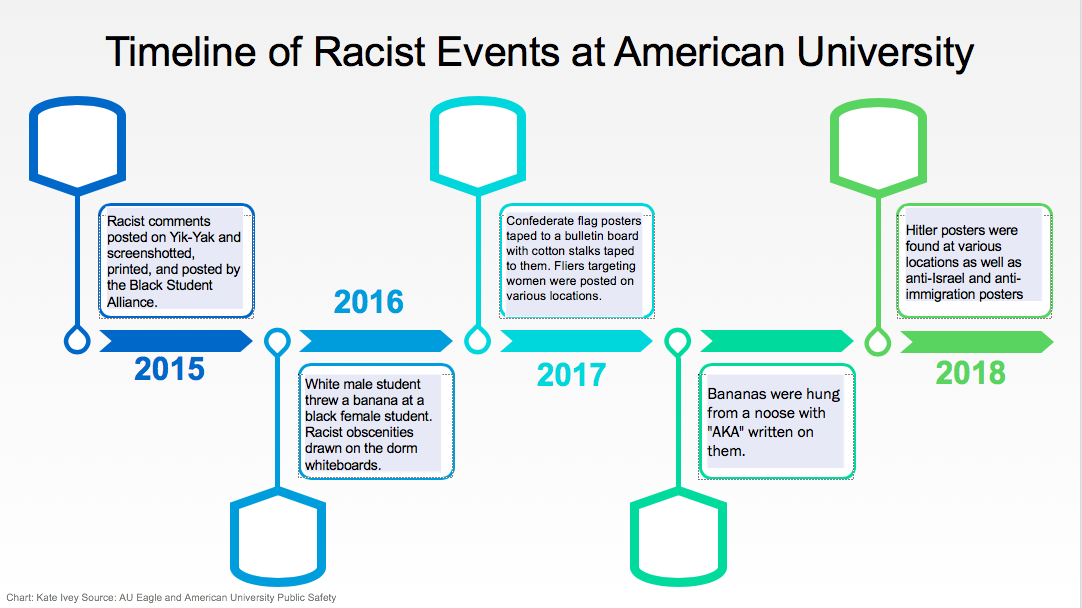 Timeline of Racist Events at American University
Racist comments
posted on Yik-Yak and
screenshotted,
printed, and posted by
the Black Student
Alliance.
2015
2016
White male student
threw a banana at a
black female student.
Racist obscenities
drawn on the dorm
whiteboards.
Confederate flag posters
taped to a bulletin board
with cotton stalks taped
to them. Fliers targeting
women were posted on
various locations.
2017
Bananas were hung
from a noose with
"AKA" written on
them.
Hitler posters were
found at various
locations as well as
anti-Israel and anti-
immigration posters
2018
Chart: Kate Ivey Source: AU Eagle and American University Public Safety